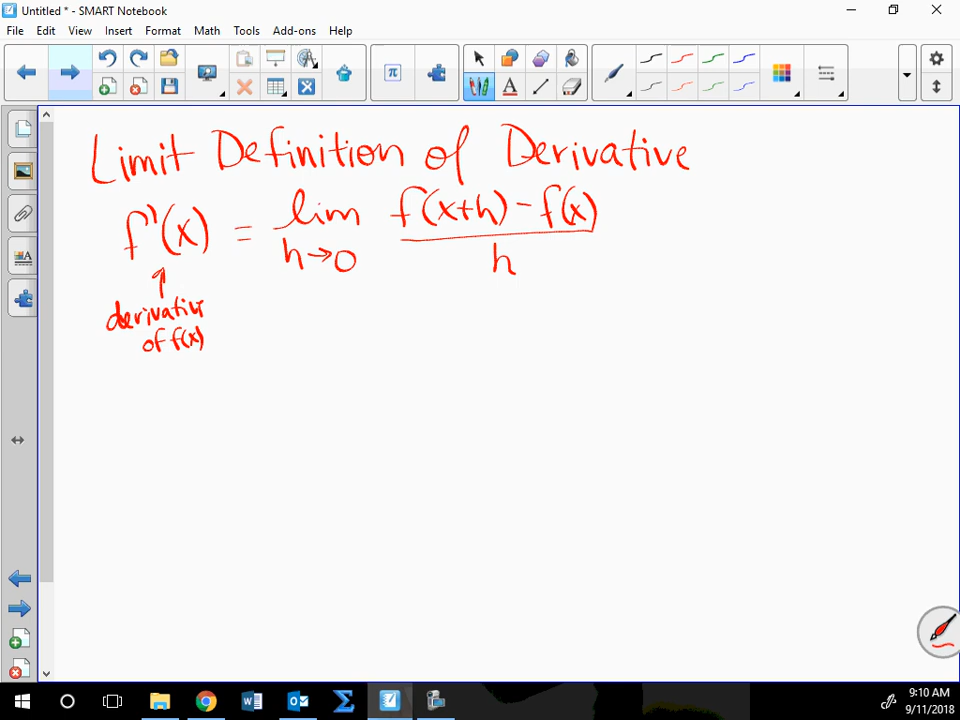 Untitled * - SMART Notebook
File Edit View Insert Format Math Tools Add-ons Help
Limit Definition of Derivative
f'(x) = lim h→0 f(x+h) - f(x) / h
↑
derivative
of f(x)
9:10 AM
9/11/2018